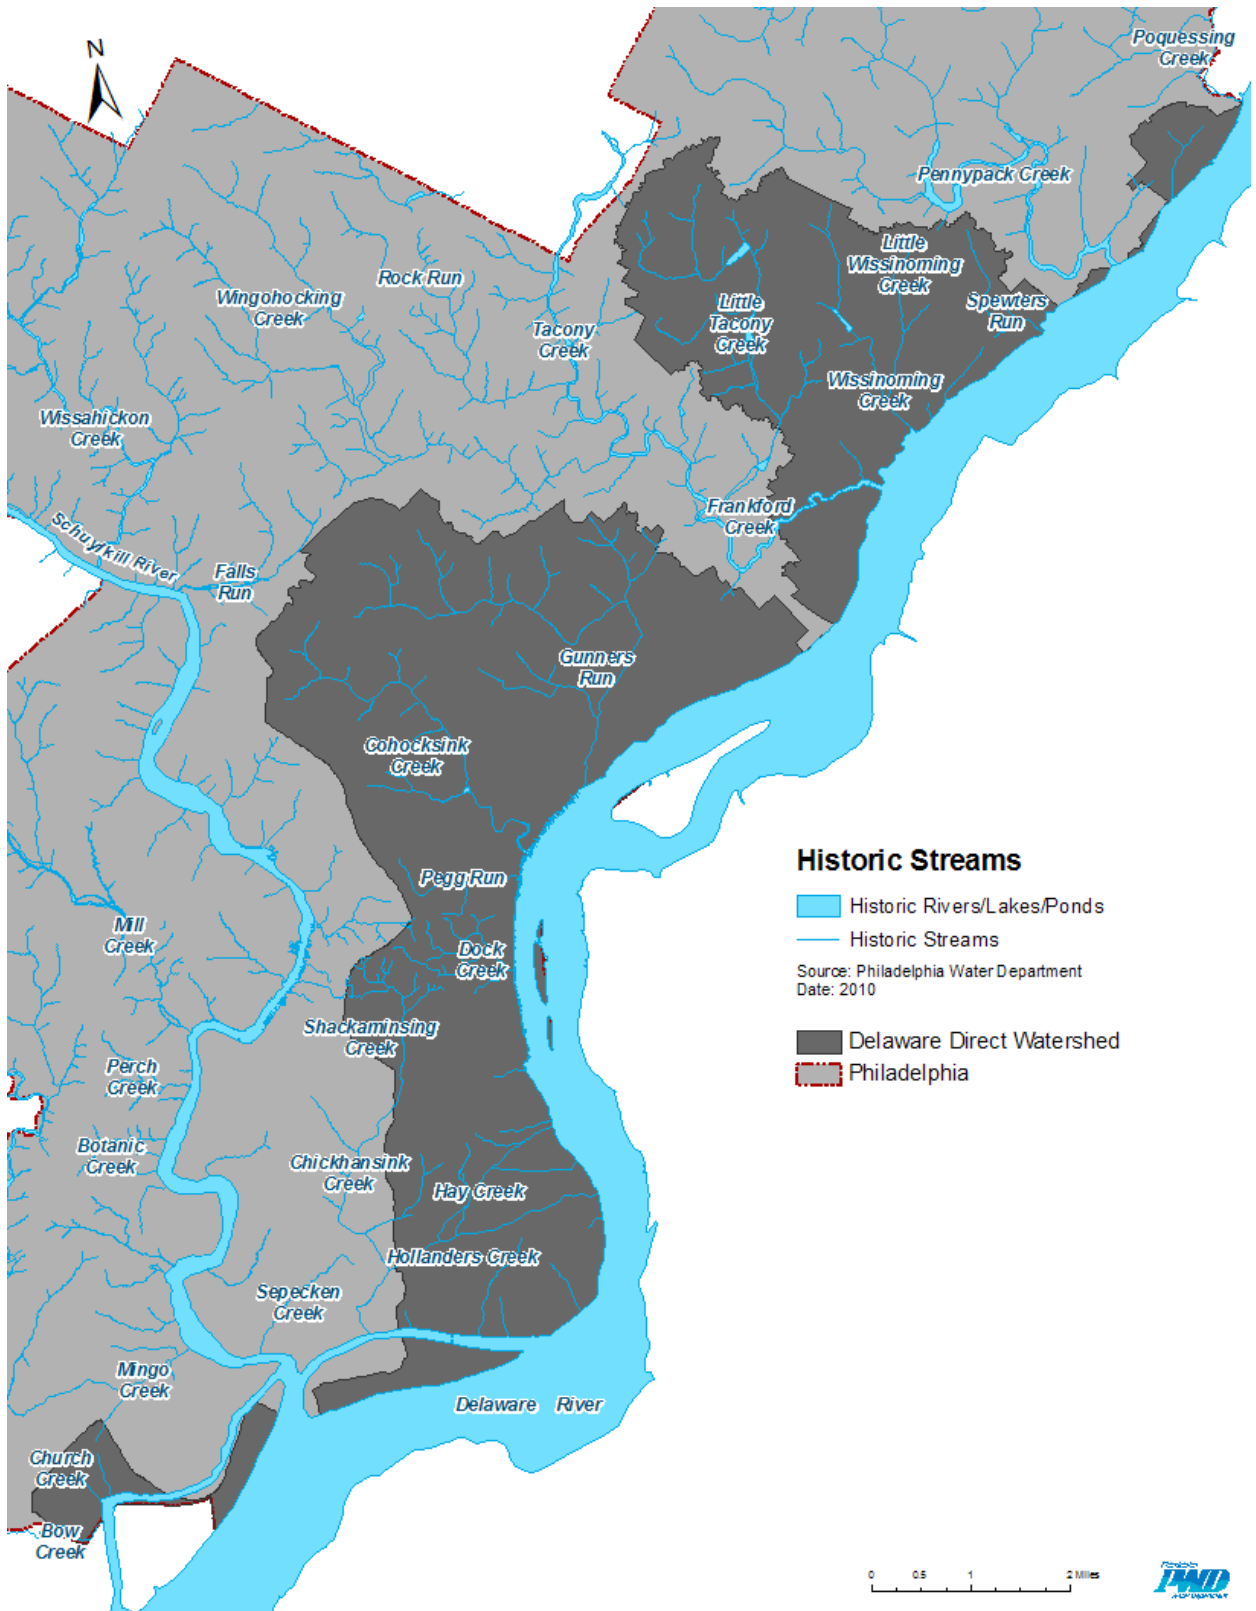 N
Poquessing
Creek
Pennypack Creek
Little
Wissinoming
Creek
Rock Run
Wingohocking
Creek
Spewters
Run
Little
Tacony
Creek
Tacony
Creek
Wissinoming
Creek
Wissahickon
Creek
Frankford
Creek
Schuylkill River
Falls
Run
Gunners
Run
Cohocksink
Creek
Historic Streams
Historic Rivers/Lakes/Ponds
Historic Streams
Source: Philadelphia Water Department
Date: 2010
Delaware Direct Watershed
Philadelphia
Pegg Run
Mill
Creek
Dock
Creek
Shackaminsing
Creek
Perch
Creek
Botanic
Creek
Chickhansink
Creek
Hay Creek
Hollanders Creek
Sepecken
Creek
Mingo
Creek
Delaware River
Church
Creek
Bow
Creek
0 0.5 1 2 Miles
PWD